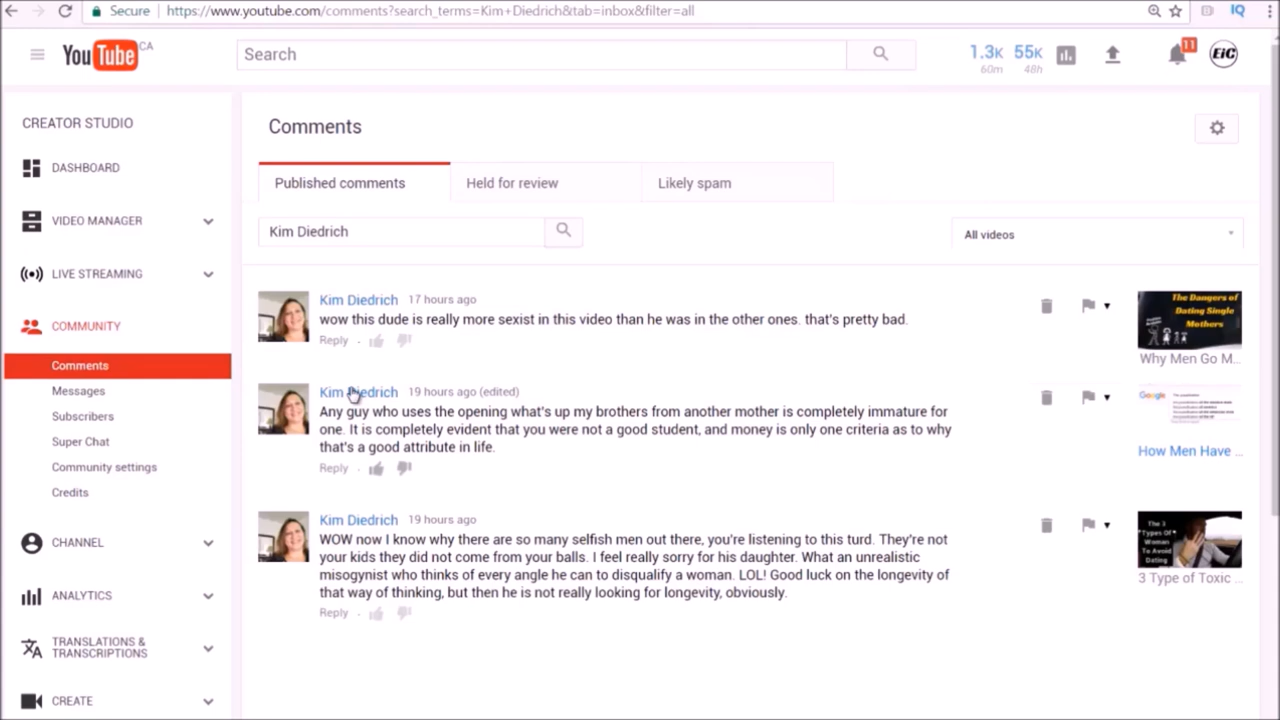 Secure https://www.youtube.com/comments?search_terms=Kim+Diedrich&tab=inbox&filter=all
IQ
YouTube CA
Search
1.3K 55K
60m 48h
11
EiC
CREATOR STUDIO
DASHBOARD
VIDEO MANAGER
LIVE STREAMING
COMMUNITY
Comments
Messages
Subscribers
Super Chat
Community settings
Credits
CHANNEL
ANALYTICS
TRANSLATIONS &
TRANSCRIPTIONS
CREATE
Comments
Published comments Held for review Likely spam
Kim Diedrich
All videos
Kim Diedrich 17 hours ago
wow this dude is really more sexist in this video than he was in the other ones. that's pretty bad.
Reply
The Dangers of
Dating Single
Mothers
Why Men Go M...
Kim Diedrich 19 hours ago (edited)
Any guy who uses the opening what's up my brothers from another mother is completely immature for
one. It is completely evident that you were not a good student, and money is only one criteria as to why
that's a good attribute in life.
Reply
Google
How Men Have ...
Kim Diedrich 19 hours ago
WOW now I know why there are so many selfish men out there, you're listening to this turd. They're not
your kids they did not come from your balls. I feel really sorry for his daughter. What an unrealistic
misogynist who thinks of every angle he can to disqualify a woman. LOL! Good luck on the longevity of
that way of thinking, but then he is not really looking for longevity, obviously.
Reply
The 3
Types Of
Woman
To Avoid
Dating
3 Type of Toxic ...